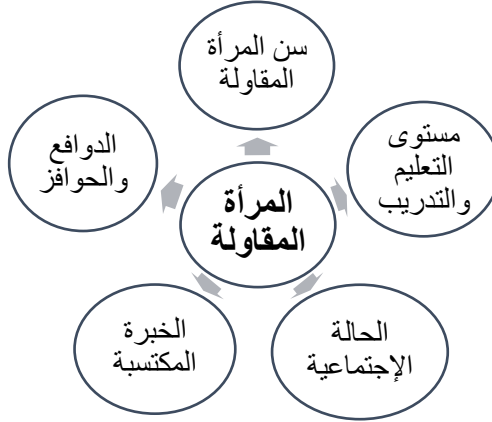 سن المرأة
المقاولة
مستوى
التعليم
والتدريب
الدوافع
والحوافز
المرأة
المقاولة
الحالة
الإجتماعية
الخبرة
المكتسبة